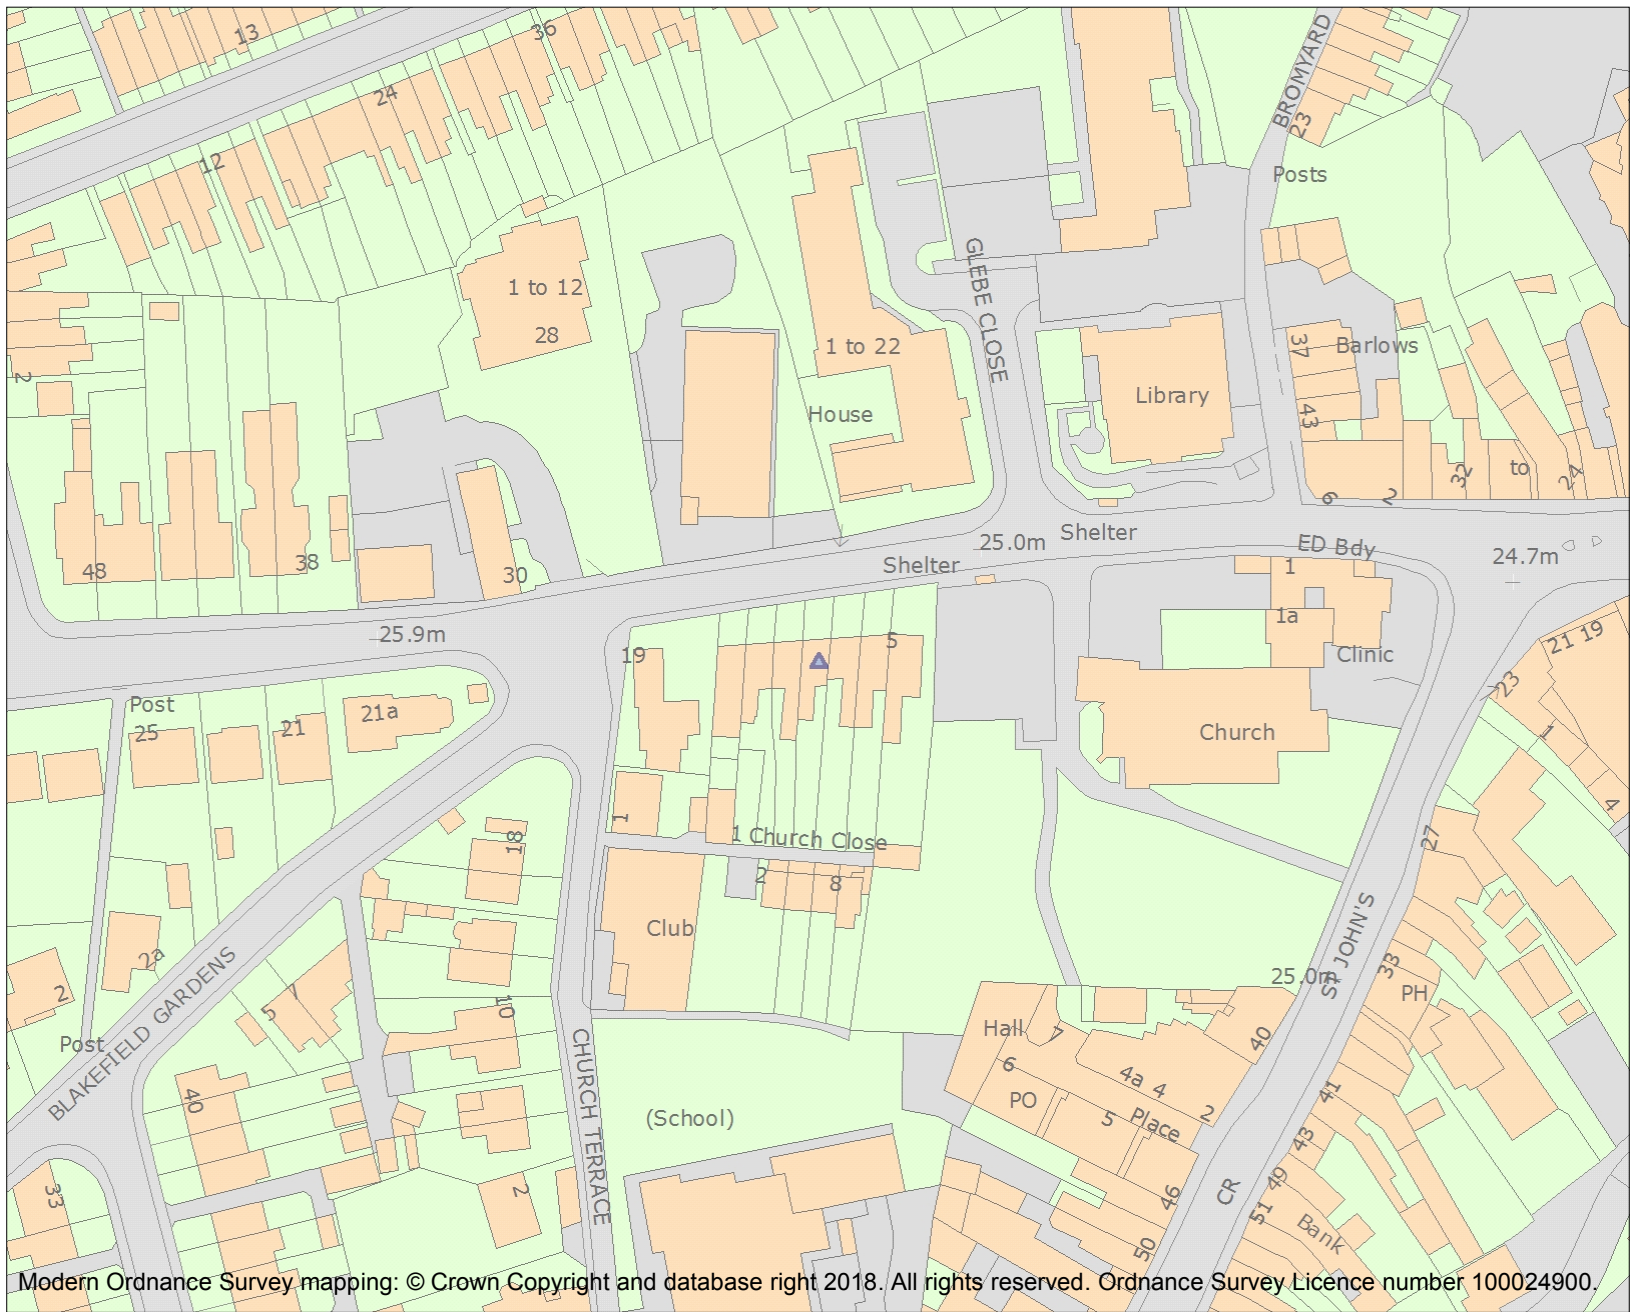 13
36
24
12
BROMYARD
23
Posts
1 to 12
28
GLEBE CLOSE
1 to 22
House
Library
37
Barlows
43
2
48
38
30
32
to
24
6
2
Shelter
25.0m
Shelter
ED Bdy
24.7m
25.9m
19
5
1
1a
Clinic
21 19
23
1
4
Post
25
21
21a
Church
1
18
1 Church Close
2
8
27
Club
2a
2
5
7
Post
BLAKEFIELD GARDENS
10
CHURCH TERRACE
25.0m
ST JOHN'S
33
PH
Hall
7
6
PO
4a 4
2
5
Place
40
41
43
49
51
Bank
40
(School)
33
2
46
50
CR
Modern Ordnance Survey mapping: © Crown Copyright and database right 2018. All rights reserved. Ordnance Survey Licence number 100024900.